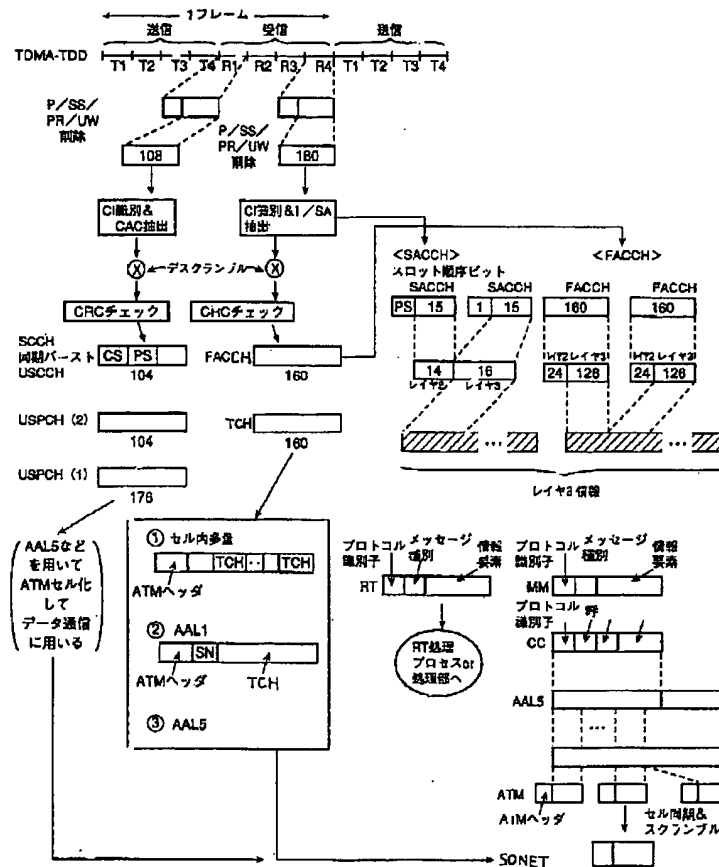 1フレーム
送信 受信 送信
TDMA-TDD
T1 T2 T3 T4 R1 R2 R3 R4 T1 T2 T3 T4
P／SS／
PR／UW
削除
P／SS／
PR／UW
削除
108
180
CI識別＆
CAC抽出
CI識別＆I／SA
抽出
X デスクランブル X
CRCチェック
CHCチェック
<SACCH>
スロット順序ビット
<FACCH>
SACCH SACCH FACCH FACCH
PS 15 1 15 160 160
14 16
レイヤ2 レイヤ3
レイヤ2 レイヤ3
24 128 24 128
SCCH
同期バースト
USCCH
CS PS
104
FACCH
160
USPCH (2)
104
TCH
160
USPCH (1)
176
レイヤ3情報
AAL5など
を用いて
ATMセル化
して
データ通信
に用いる
① セル内多重
TCH ‥ TCH
ATMヘッダ
② AAL1
SN
ATMヘッダ TCH
③ AAL5
プロトコル
識別子
メッセージ
種別
情報
要素
RT
RT処理
プロセスor
処理部へ
プロトコル
識別子
メッセージ
種別
情報
要素
MM
プロトコル
識別子
CC
AAL5
…
ATM
ATMヘッダ
セル同期＆
スクランブル
SONET